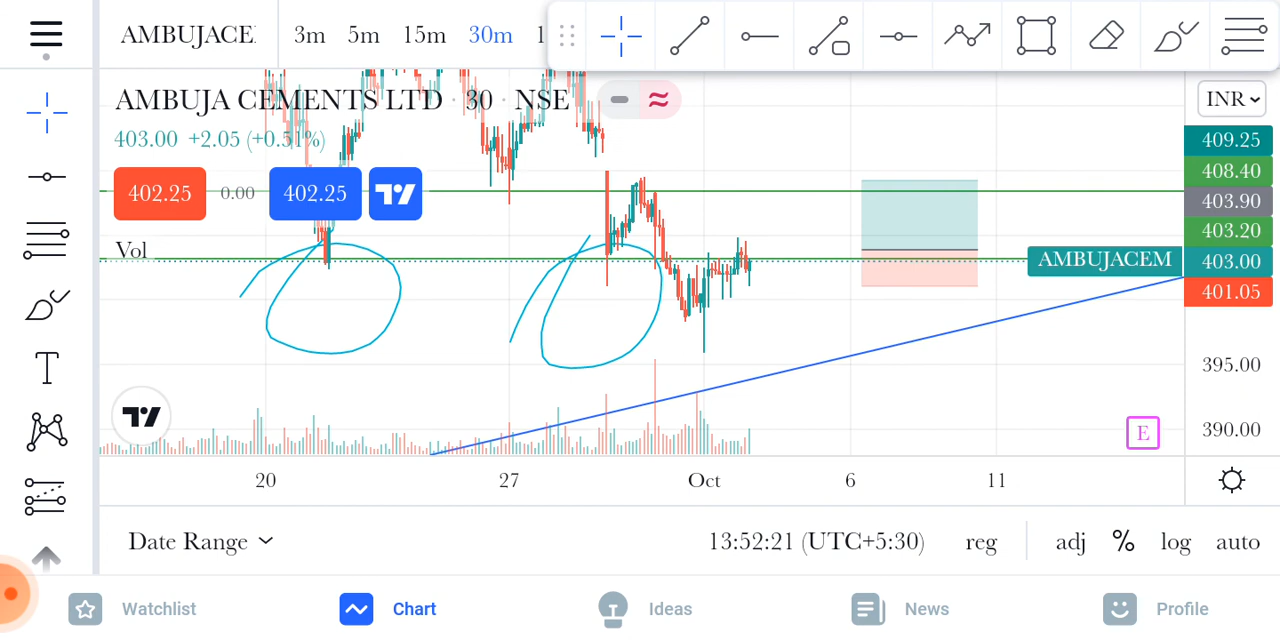 AMBUJACE 3m 5m 15m 30m 1
AMBUJA CEMENTS LTD · 30 · NSE
INR
403.00 +2.05 (+0.51%)
402.25 0.00 402.25
Vol
409.25
408.40
403.90
403.20
AMBUJACEM 403.00
401.05
395.00
390.00
E
20 27 Oct 6 11
Date Range 13:52:21 (UTC+5:30) reg adj % log auto
Watchlist Chart Ideas News Profile